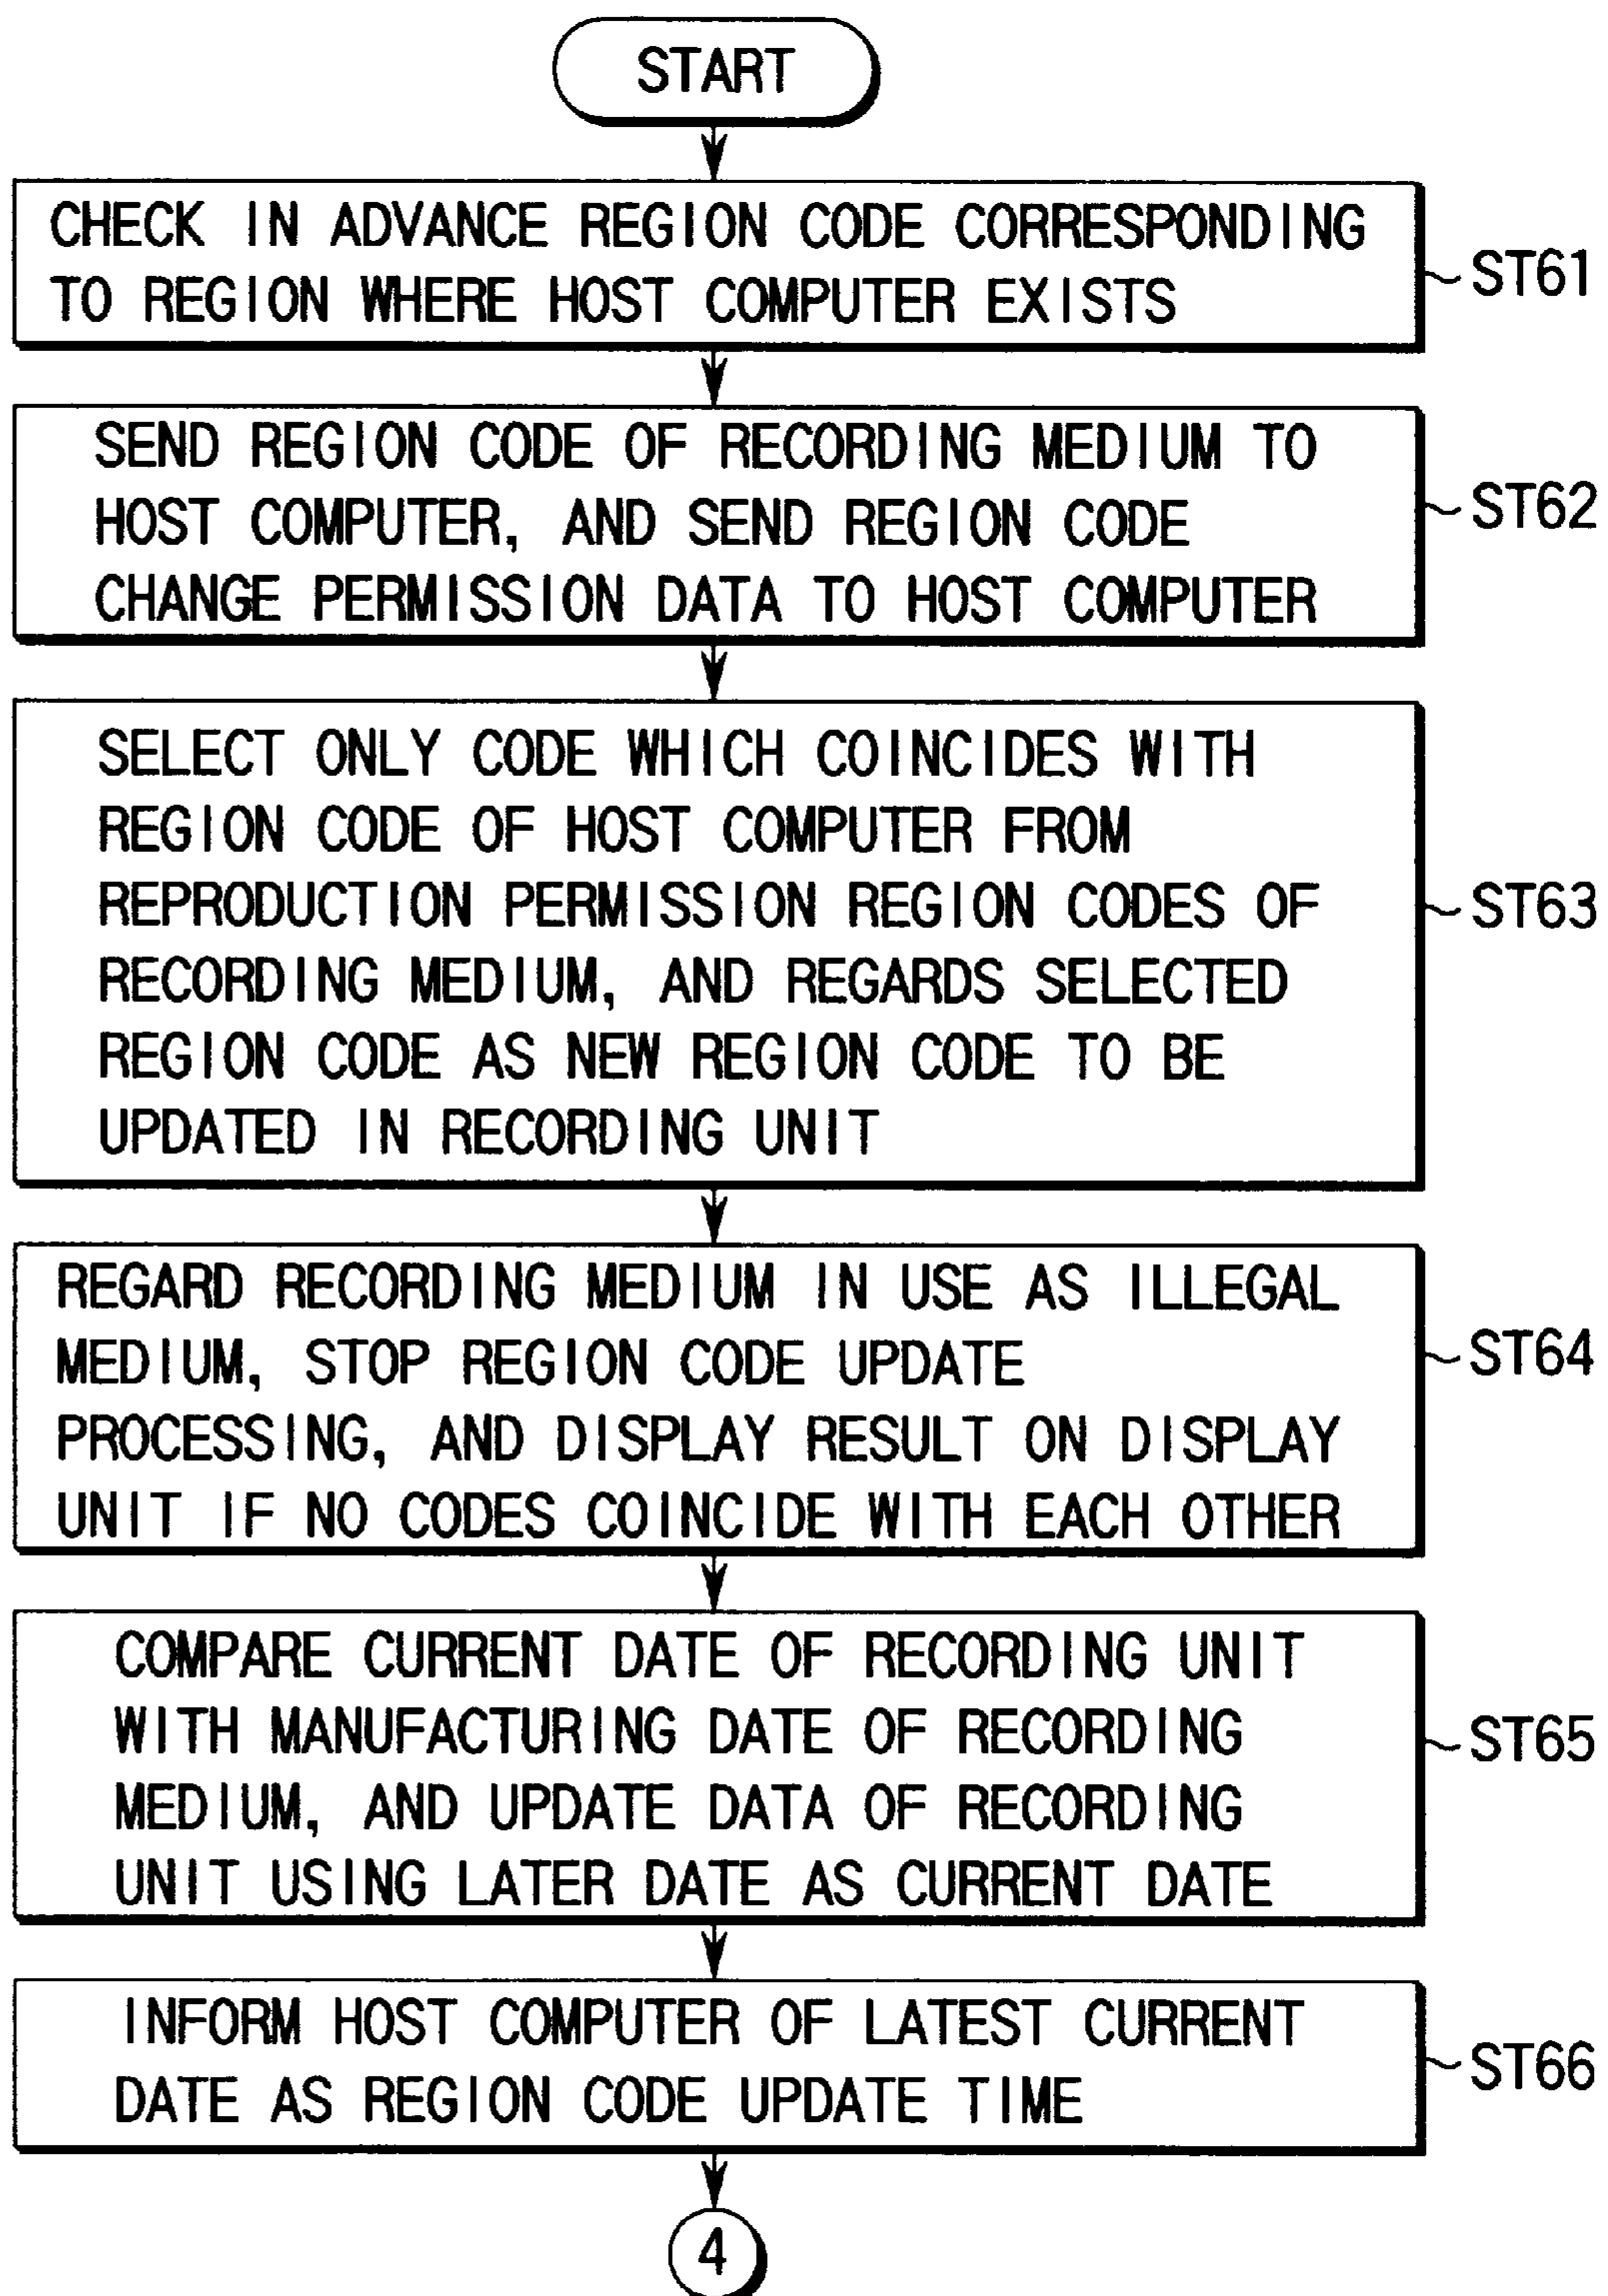 START
CHECK IN ADVANCE REGION CODE CORRESPONDING
TO REGION WHERE HOST COMPUTER EXISTS
ST61
SEND REGION CODE OF RECORDING MEDIUM TO
HOST COMPUTER, AND SEND REGION CODE
CHANGE PERMISSION DATA TO HOST COMPUTER
ST62
SELECT ONLY CODE WHICH COINCIDES WITH
REGION CODE OF HOST COMPUTER FROM
REPRODUCTION PERMISSION REGION CODES OF
RECORDING MEDIUM, AND REGARDS SELECTED
REGION CODE AS NEW REGION CODE TO BE
UPDATED IN RECORDING UNIT
ST63
REGARD RECORDING MEDIUM IN USE AS ILLEGAL
MEDIUM, STOP REGION CODE UPDATE
PROCESSING, AND DISPLAY RESULT ON DISPLAY
UNIT IF NO CODES COINCIDE WITH EACH OTHER
ST64
COMPARE CURRENT DATE OF RECORDING UNIT
WITH MANUFACTURING DATE OF RECORDING
MEDIUM, AND UPDATE DATA OF RECORDING
UNIT USING LATER DATE AS CURRENT DATE
ST65
INFORM HOST COMPUTER OF LATEST CURRENT
DATE AS REGION CODE UPDATE TIME
ST66
4